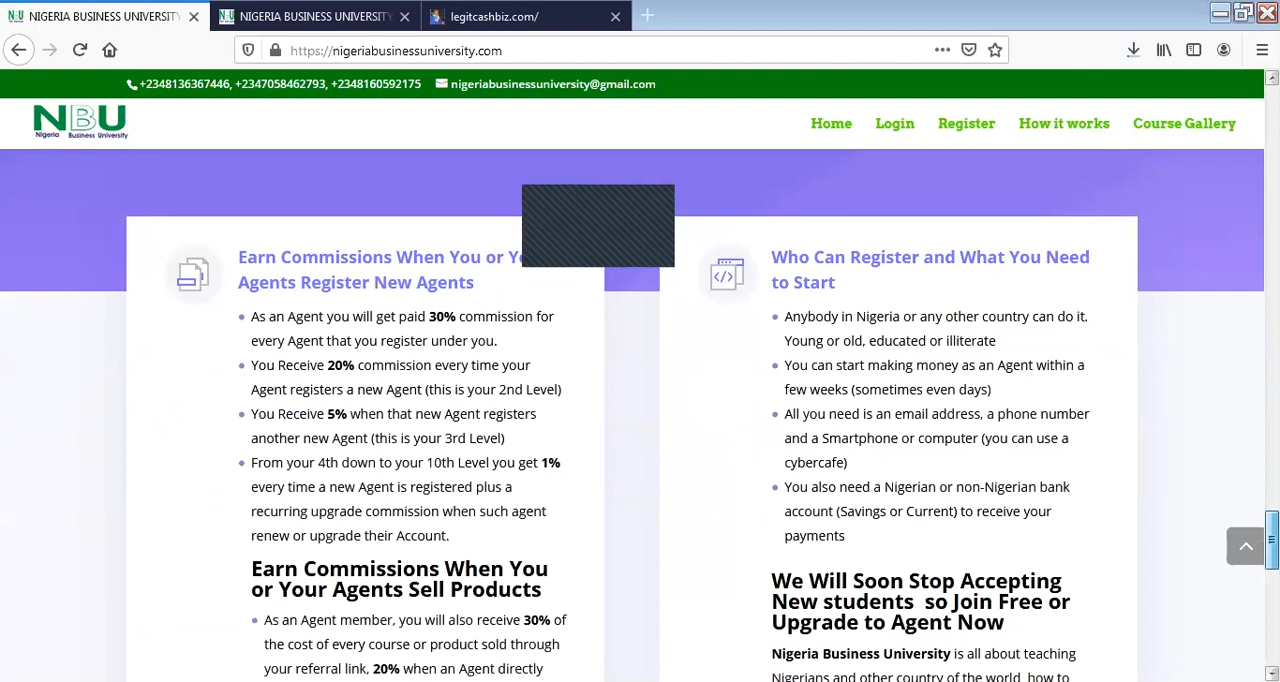 NIGERIA BUSINESS UNIVERSITY
NIGERIA BUSINESS UNIVERSITY
legitcashbiz.com/
https://nigeriabusinessuniversity.com
+2348136367446, +2347058462793, +2348160592175
nigeriabusinessuniversity@gmail.com
NBU
Nigeria Business University
Home
Login
Register
How it works
Course Gallery
Earn Commissions When You or
Agents Register New Agents
As an Agent you will get paid 30% commission for
every Agent that you register under you.
You Receive 20% commission every time your
Agent registers a new Agent (this is your 2nd Level)
You Receive 5% when that new Agent registers
another new Agent (this is your 3rd Level)
From your 4th down to your 10th Level you get 1%
every time a new Agent is registered plus a
recurring upgrade commission when such agent
renew or upgrade their Account.
Earn Commissions When You
or Your Agents Sell Products
As an Agent member, you will also receive 30% of
the cost of every course or product sold through
your referral link, 20% when an Agent directly
Who Can Register and What You Need
to Start
Anybody in Nigeria or any other country can do it.
Young or old, educated or illiterate
You can start making money as an Agent within a
few weeks (sometimes even days)
All you need is an email address, a phone number
and a Smartphone or computer (you can use a
cybercafe)
You also need a Nigerian or non-Nigerian bank
account (Savings or Current) to receive your
payments
We Will Soon Stop Accepting
New students so Join Free or
Upgrade to Agent Now
Nigeria Business University is all about teaching
Nigerians and other country of the world, how to